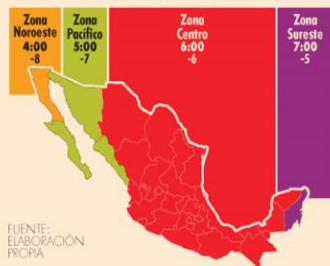 Zona
Noroeste
4:00
-8
Zona
Pacífico
5:00
-7
Zona
Centro
6:00
-6
Zona
Sureste
7:00
-5
FUENTE:
ELABORACIÓN
PROPIA